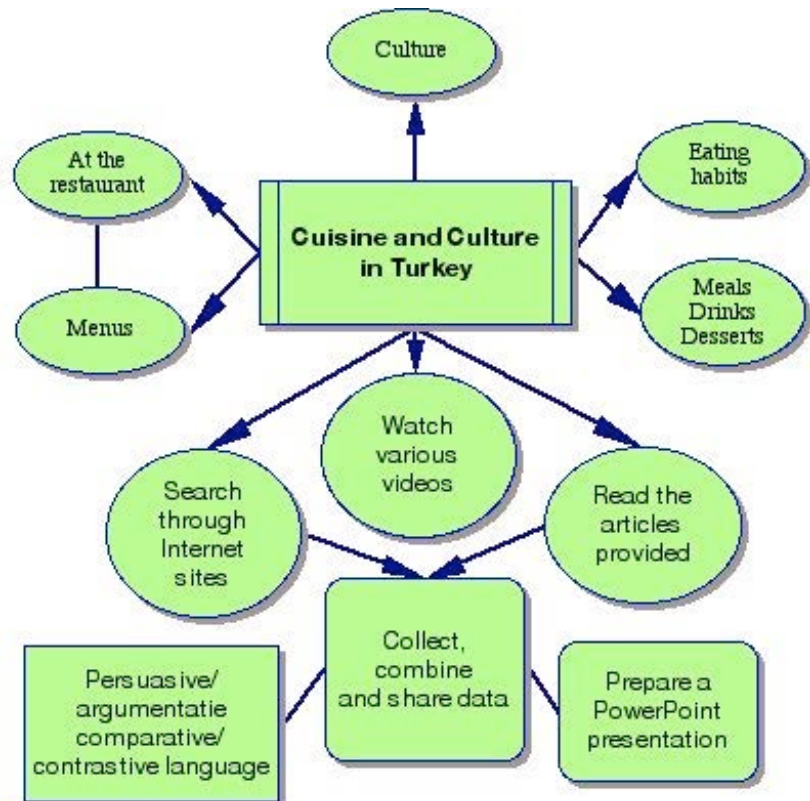 Culture
At the
restaurant
Eating
habits
Cuisine and Culture
in Turkey
Menus
Meals
Drinks
Desserts
Watch
various
videos
Search
through
Internet
sites
Read the
articles
provided
Collect,
combine
and share data
Persuasive/
argumentatie
comparative/
contrastive language
Prepare a
PowerPoint
presentation